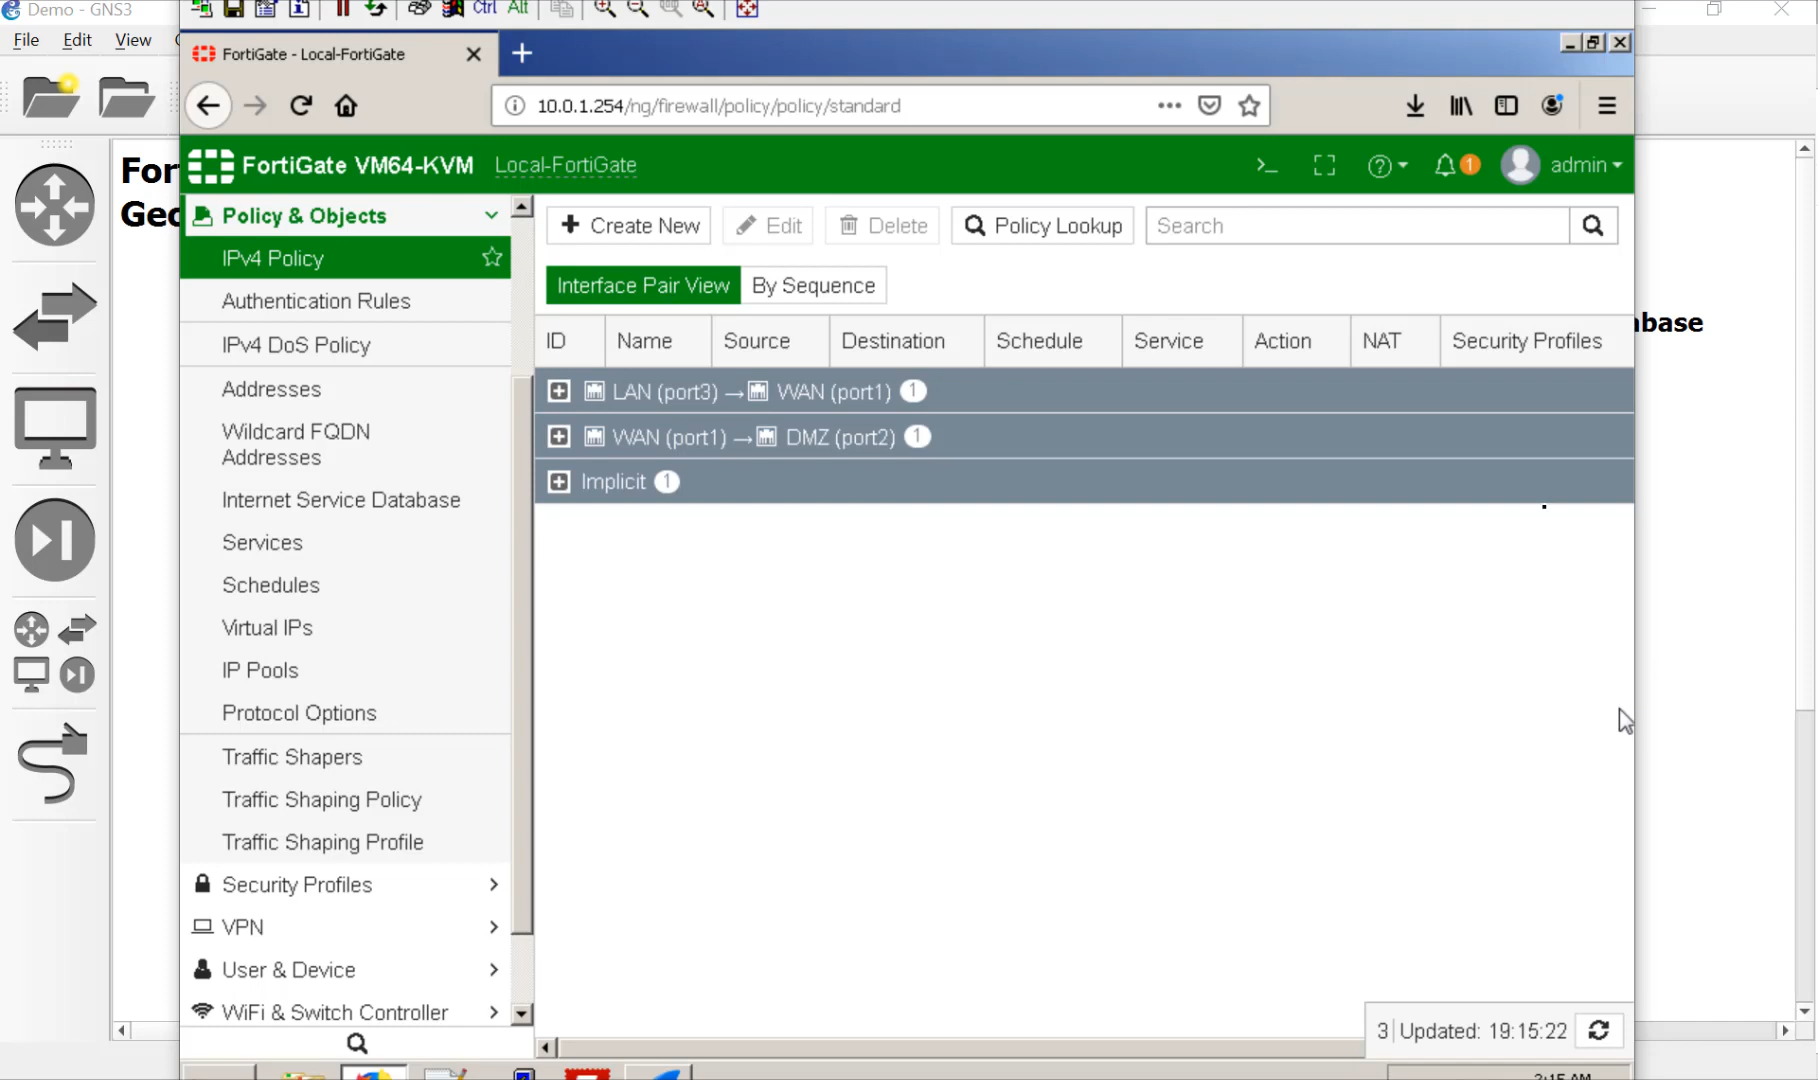 Demo - GNS3
Ctrl Alt
File Edit View
FortiGate - Local-FortiGate
10.0.1.254/ng/firewall/policy/policy/standard
FortiGate VM64-KVM Local-FortiGate
1 admin
Policy & Objects
IPv4 Policy
Authentication Rules
IPv4 DoS Policy
Addresses
Wildcard FQDN
Addresses
Internet Service Database
Services
Schedules
Virtual IPs
IP Pools
Protocol Options
Traffic Shapers
Traffic Shaping Policy
Traffic Shaping Profile
Security Profiles
VPN
User & Device
WiFi & Switch Controller
Create New Edit Delete Policy Lookup Search
Interface Pair View By Sequence
ID Name Source Destination Schedule Service Action NAT Security Profiles
LAN (port3) → WAN (port1) 1
WAN (port1) → DMZ (port2) 1
Implicit 1
3 Updated: 19:15:22
For
Geo
abase